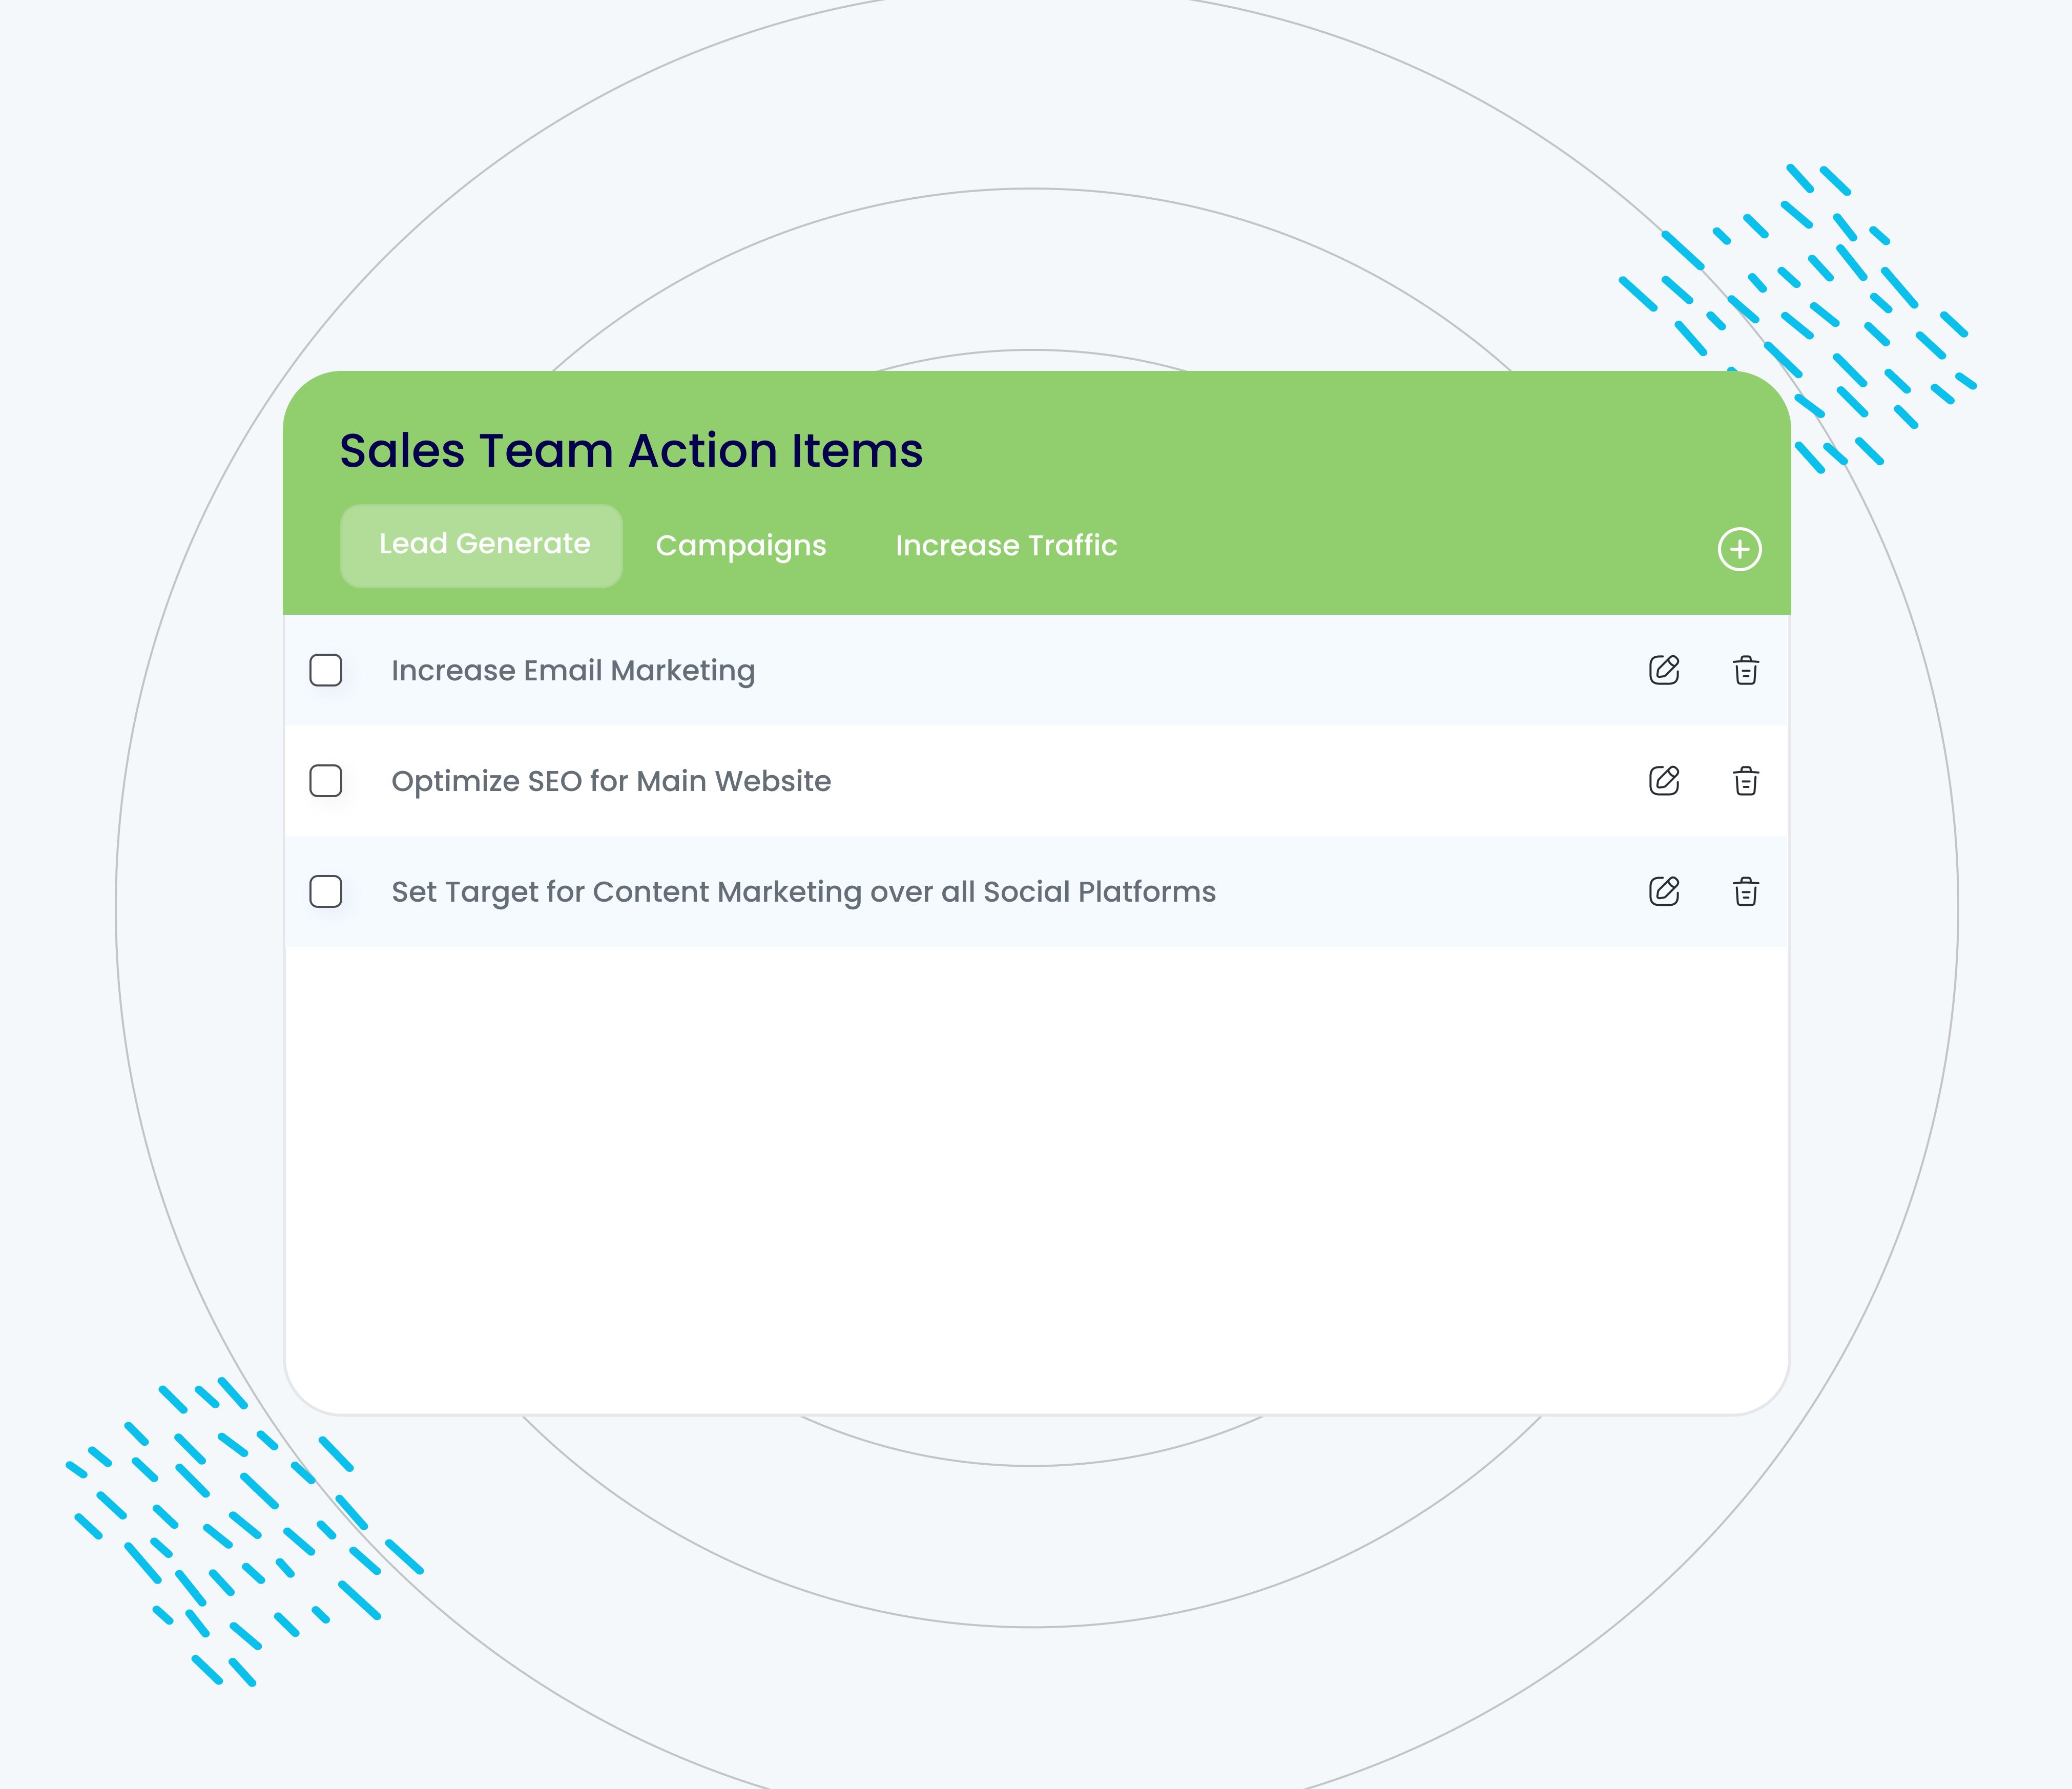 Sales Team Action Items
Lead Generate Campaigns Increase Traffic
Increase Email Marketing
Optimize SEO for Main Website
Set Target for Content Marketing over all Social Platforms